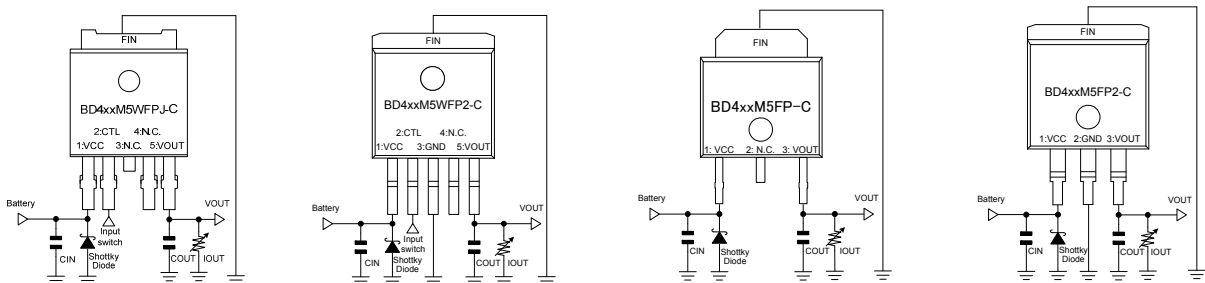 FIN
BD4xxM5WFPJ-C
2:CTL 4:N.C.
1:VCC 3:N.C. 5:VOUT
Battery
VOUT
Input
switch
CIN
Shottky
Diode
COUT
IOUT
FIN
BD4xxM5WFP2-C
2:CTL 4:N.C.
1:VCC 3:GND 5:VOUT
Battery
VOUT
Input
switch
CIN
Shottky
Diode
COUT
IOUT
FIN
BD4xxM5FP-C
1: VCC 2: N.C. 3: VOUT
Battery
VOUT
CIN
Shottky
Diode
COUT
IOUT
FIN
BD4xxM5FP2-C
1:VCC 2:GND 3:VOUT
Battery
VOUT
CIN
Shottky
Diode
COUT
IOUT